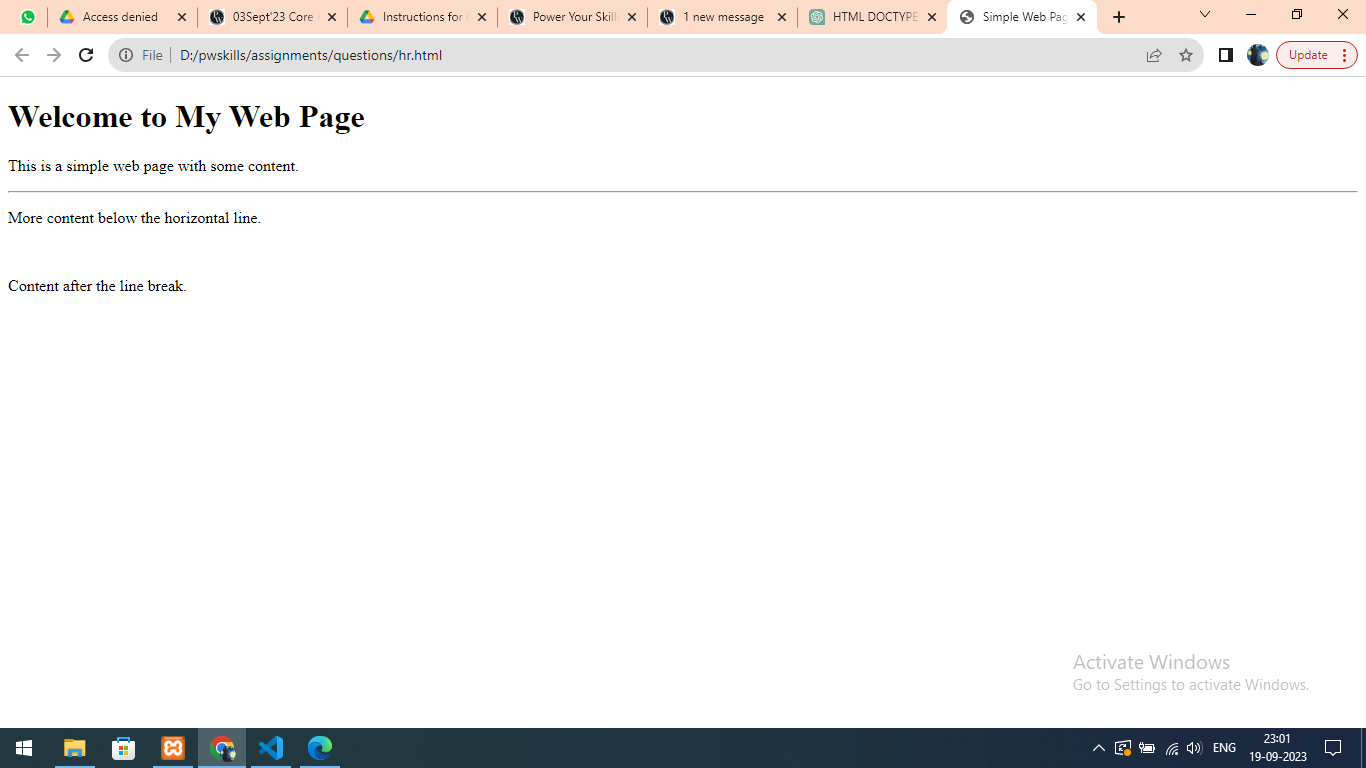 Access denied
03Sept'23 Core
Instructions for
Power Your Skill
1 new message
HTML DOCTYPE
Simple Web Pag
File
D:/pwskills/assignments/questions/hr.html
Update
Welcome to My Web Page
This is a simple web page with some content.
More content below the horizontal line.
Content after the line break.
Activate Windows
Go to Settings to activate Windows.
ENG
23:01
19-09-2023